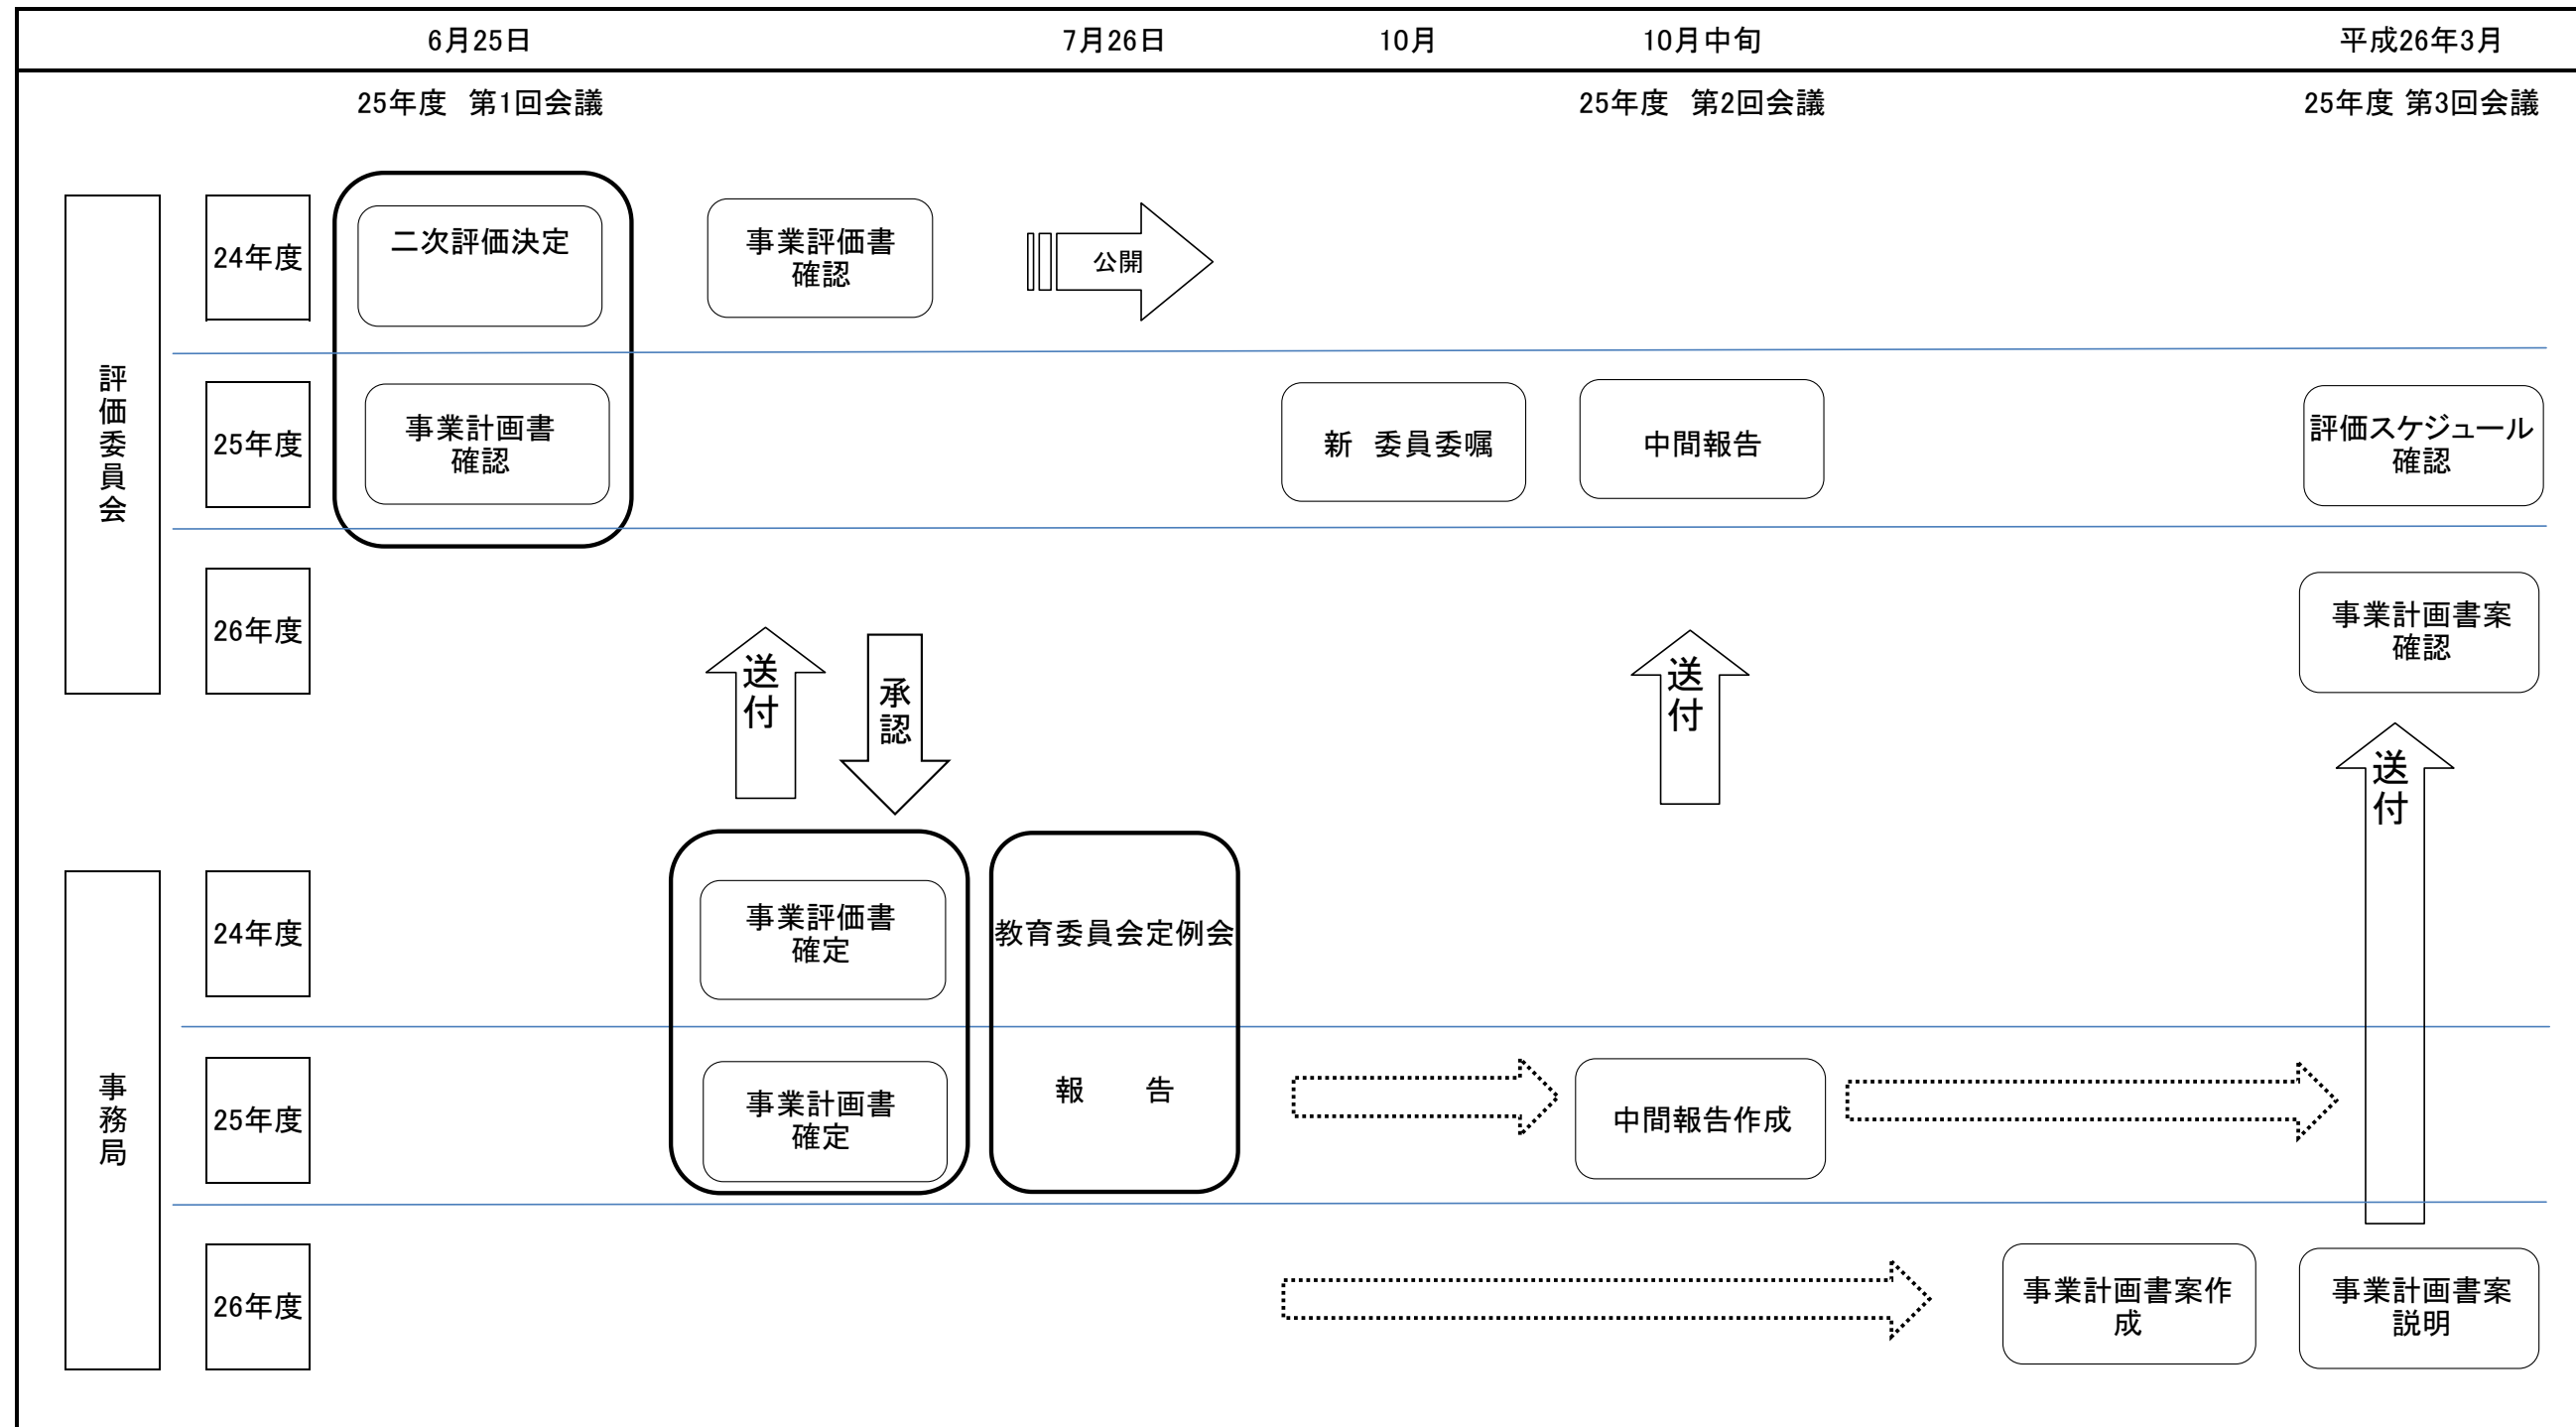 6月25日
7月26日
10月
10月中旬
平成26年3月
25年度　第1回会議
25年度　第2回会議
25年度 第3回会議
評価委員会
24年度
二次評価決定
事業評価書
確認
公開
25年度
事業計画書
確認
新　委員委嘱
中間報告
評価スケジュール
確認
26年度
事業計画書案
確認
送付
承認
送付
送付
事務局
24年度
事業評価書
確定
教育委員会定例会
25年度
事業計画書
確定
報　　告
中間報告作成
26年度
事業計画書案作
成
事業計画書案
説明